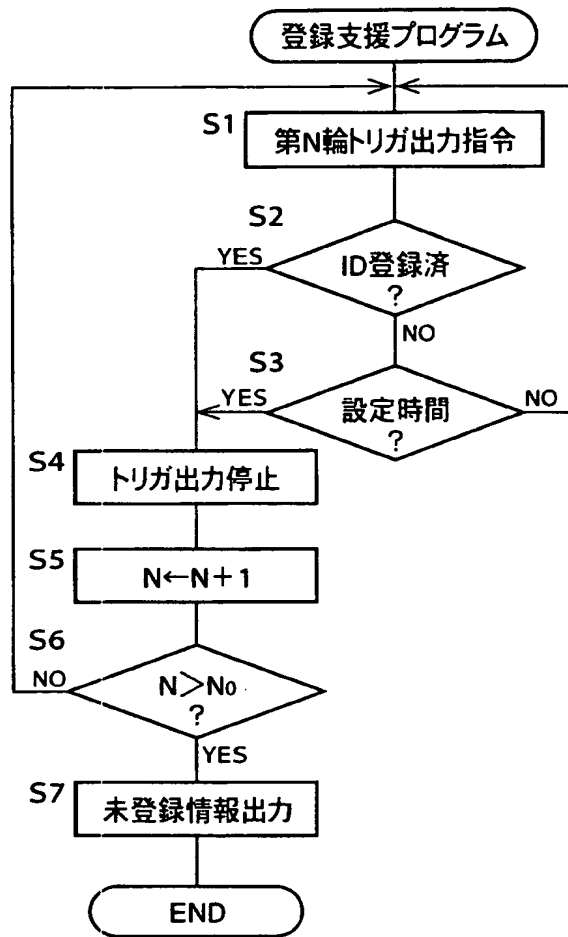 登録支援プログラム
S1
第N輪トリガ出力指令
S2
YES
ID登録済
?
NO
S3
YES
設定時間
?
NO
S4
トリガ出力停止
S5
N←N+1
S6
NO
N>N₀
?
YES
S7
未登録情報出力
END